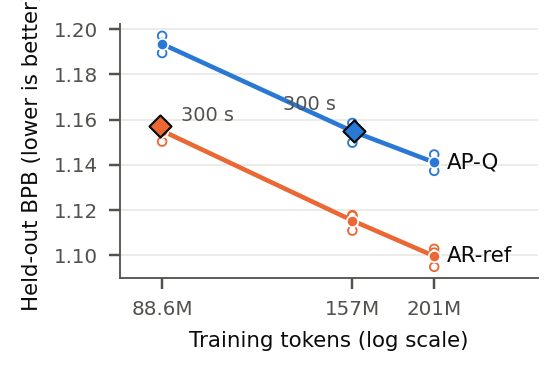 Held-out BPB (lower is better
1.20
1.18
1.16
1.14
1.12
1.10
300 s
300 s
AP-Q
AR-ref
88.6M
157M
201M
Training tokens (log scale)